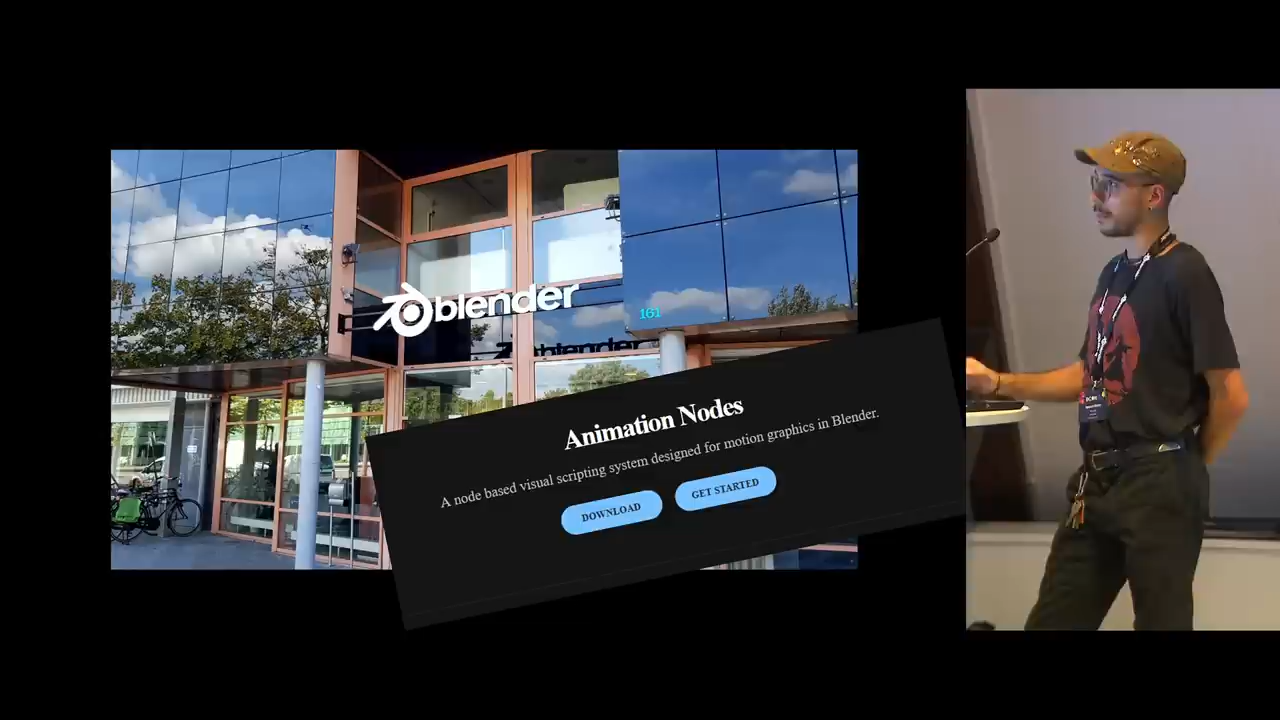 blender
161
blender
Animation Nodes
A node based visual scripting system designed for motion graphics in Blender.
DOWNLOAD
GET STARTED